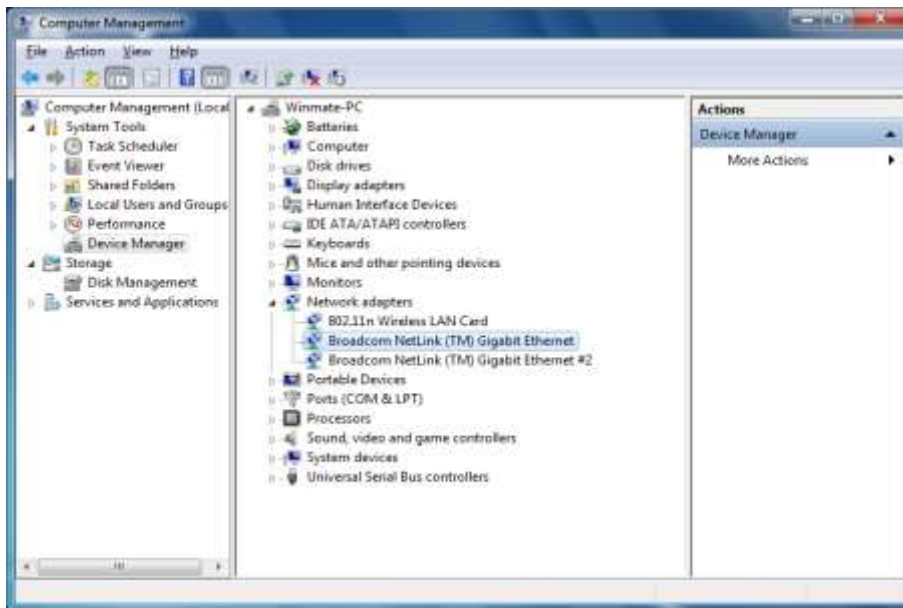 Computer Management
File Action View Help
Computer Management (Local
System Tools
Task Scheduler
Event Viewer
Shared Folders
Local Users and Groups
Performance
Device Manager
Storage
Disk Management
Services and Applications
Winmate-PC
Batteries
Computer
Disk drives
Display adapters
Human Interface Devices
IDE ATA/ATAPI controllers
Keyboards
Mice and other pointing devices
Monitors
Network adapters
802.11n Wireless LAN Card
Broadcom NetLink (TM) Gigabit Ethernet
Broadcom NetLink (TM) Gigabit Ethernet #2
Portable Devices
Ports (COM & LPT)
Processors
Sound, video and game controllers
System devices
Universal Serial Bus controllers
Actions
Device Manager
More Actions